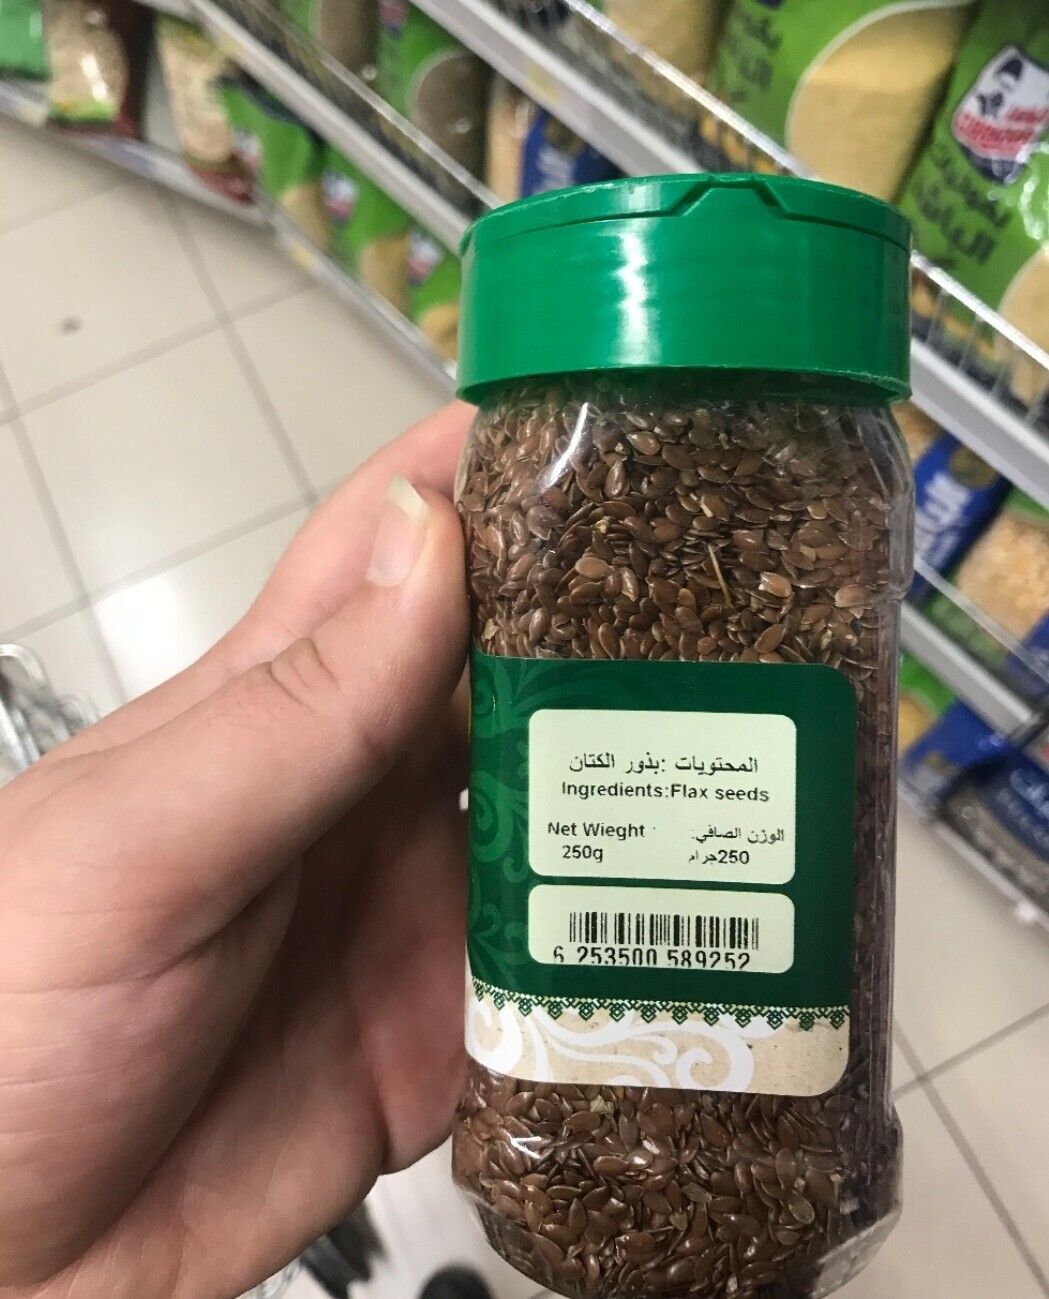 المحتويات :بذور الكتان
Ingredients:Flax seeds
Net Wieght : الوزن الصافي:
250g 250جرام
6 253500 589252